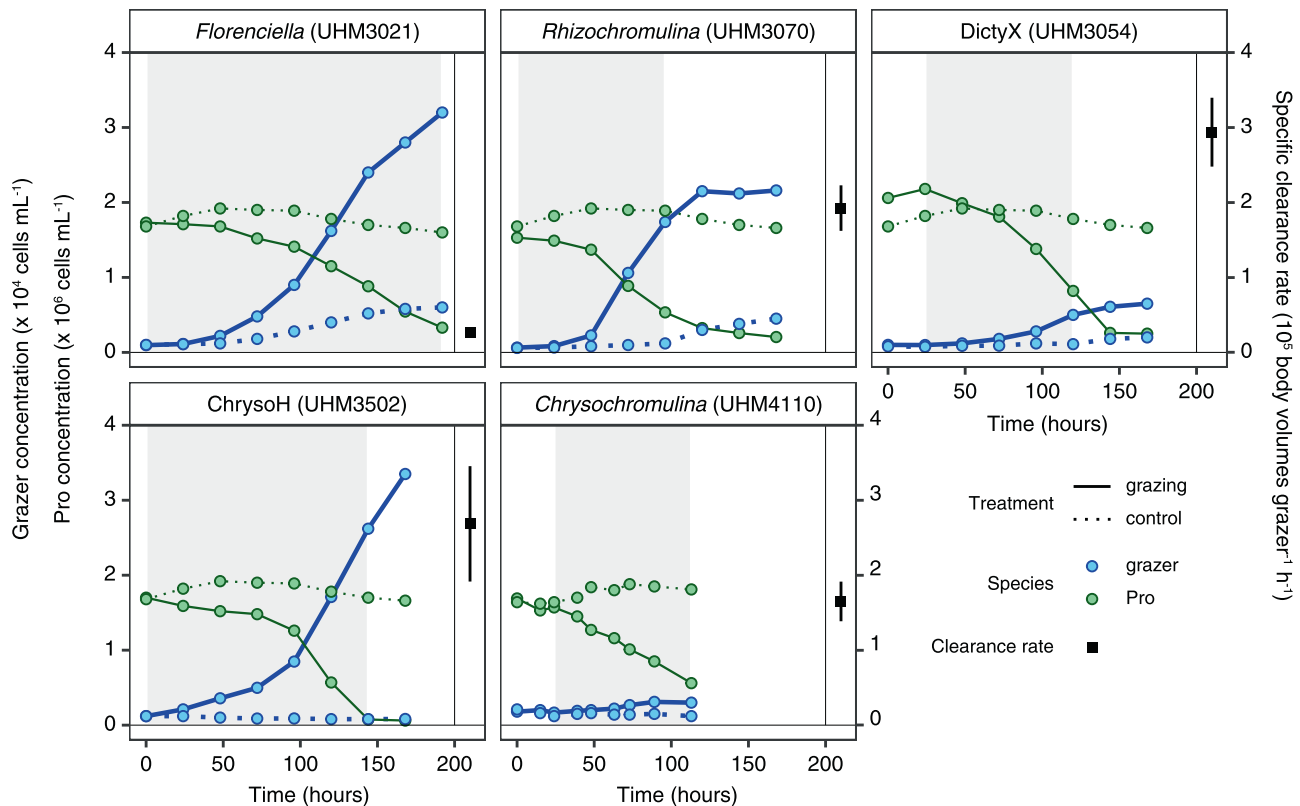 Florenciella (UHM3021)
Rhizochromulina (UHM3070)
DictyX (UHM3054)
4
3
2
1
0
4
3
2
1
0
0
50
100
150
200
Time (hours)
ChrysoH (UHM3502)
Chrysochromulina (UHM4110)
4
3
2
1
0
4
3
2
1
0
0
50
100
150
200
0
50
100
150
200
Time (hours)
Time (hours)
Grazer concentration (x 10⁴ cells mL⁻¹)
Pro concentration (x 10⁶ cells mL⁻¹)
Specific clearance rate (10⁵ body volumes grazer⁻¹ h⁻¹)
Treatment
grazing
control
Species
grazer
Pro
Clearance rate